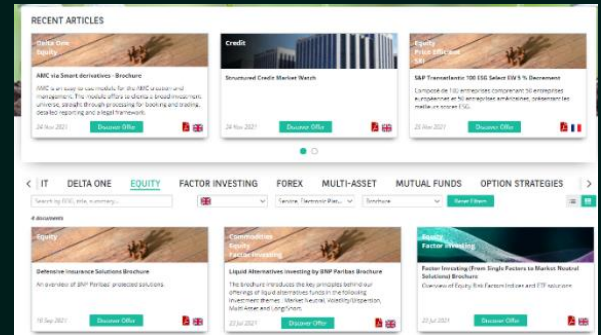 RECENT ARTICLES
Delta One
Equity
AMC via Smart derivatives - Brochure
AMC is an easy to use module for the AMC creation and
management. The module offers to clients a broad investment
universe, straight through processing for booking and trading,
detailed reporting and a legal framework.
24 Nov 2021
Discover Offer
Credit
Structured Credit Market Watch
24 Nov 2021
Discover Offer
Equity
Price Efficient
SRI
S&P Transatlantic 100 ESG Select EW 5 % Decrement
Composé de 100 entreprises comprenant 50 entreprises
européennes et 50 entreprises américaines, présentant les
meilleurs scores ESG.
23 Nov 2021
Discover Offer
IT DELTA ONE EQUITY FACTOR INVESTING FOREX MULTI-ASSET MUTUAL FUNDS OPTION STRATEGIES
Search by title, summary...
Service, Electronic Plat...
Brochure
Reset Filters
4 documents
Equity
Defensive Insurance Solutions Brochure
An overview of BNP Paribas' protected solutions.
10 Sep 2021
Discover Offer
Commodities
Equity
Factor Investing
Liquid Alternatives Investing by BNP Paribas Brochure
The brochure introduces the key principles behind our
offerings of liquid alternatives funds in the following
investment themes: Market Neutral, Volatility/Dispersion,
Multi-Asset and Long/Short.
23 Jul 2021
Discover Offer
Equity
Factor Investing
Factor Investing (From Single Factors to Market Neutral
Solutions) Brochure
Overview of Equity Risk Factors Indices and ETF solutions
23 Jul 2021
Discover Offer